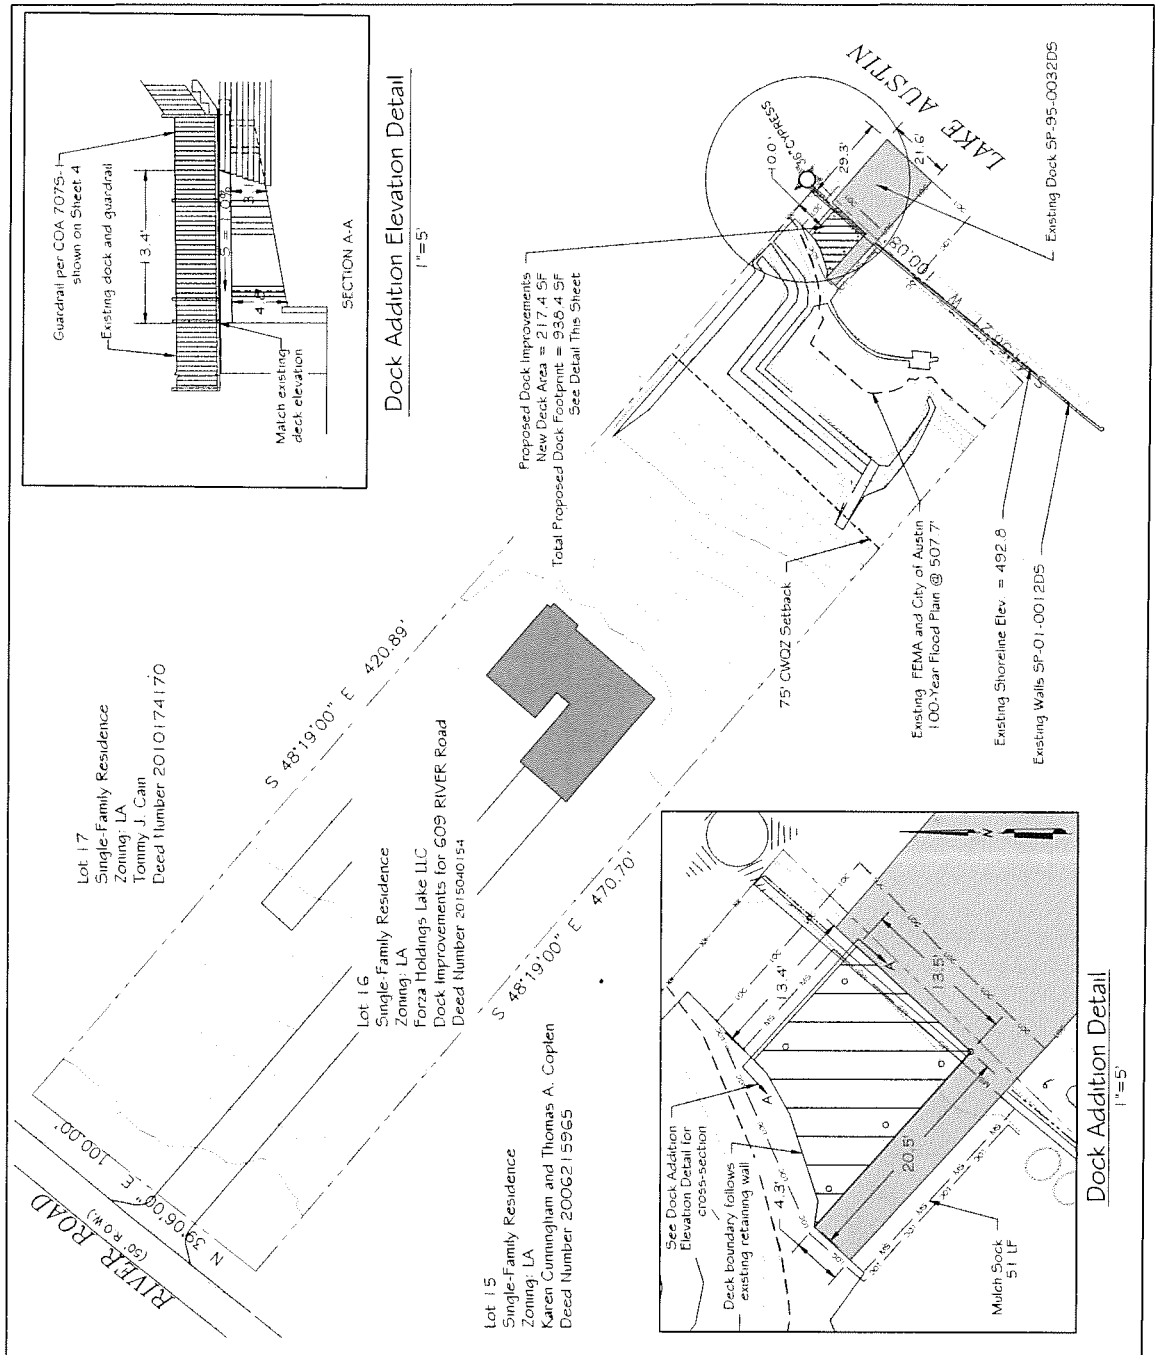 Guardrail per COA 707S-1
shown on Sheet 4
Existing dock and guardrail
13.4'
S = 1.0%
Match existing
deck elevation
SECTION A-A
Dock Addition Elevation Detail
1"=5'
LAKE AUSTIN
36" CYPRESS
10.0'
29.3'
21.6'
100.08'
Existing Dock SP-95-0032DS
Proposed Dock Improvements
New Deck Area = 217.4 SF
Total Proposed Dock Footprint = 938.4 SF
See Detail This Sheet
75' CWQZ Setback
Existing FEMA and City of Austin
100-Year Flood Plain @ 507.7'
Existing Shoreline Elev. = 492.8
Existing Walls SP-01-0012DS
Lot 17
Single-Family Residence
Zoning: LA
Tommy J. Cain
Deed Number 2010174170
S 48°19'00" E 420.89'
Lot 16
Single-Family Residence
Zoning: LA
Forza Holdings Lake LLC
Dock Improvements for 609 RIVER Road
Deed Number 2015040154
S 48°19'00" E 470.70'
RIVER ROAD
(50' R.O.W.)
N 39°06'00" E 100.00'
Lot 15
Single-Family Residence
Zoning: LA
Karen Cunningham and Thomas A. Coplen
Deed Number 2006215965
See Dock Addition
Elevation Detail for
cross-section
Deck boundary follows
existing retaining wall
4.3'
13.4'
13.5'
20.5'
A
A
N
Mulch Sock
51 LF
Dock Addition Detail
1"=5'